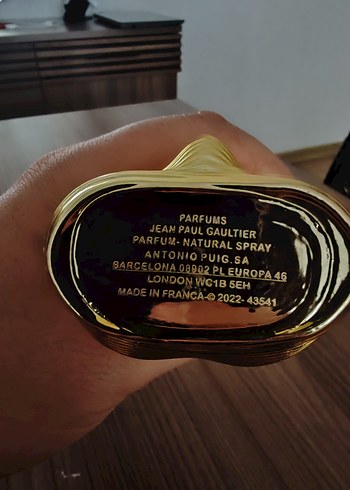 PARFUMS
JEAN PAUL GAULTIER
PARFUM- NATURAL SPRAY
ANTONIO PUIG.SA
BARCELONA 08902 PL EUROPA 46
LONDON WC1B 5EH
MADE IN FRANCA-© 2022- 43541